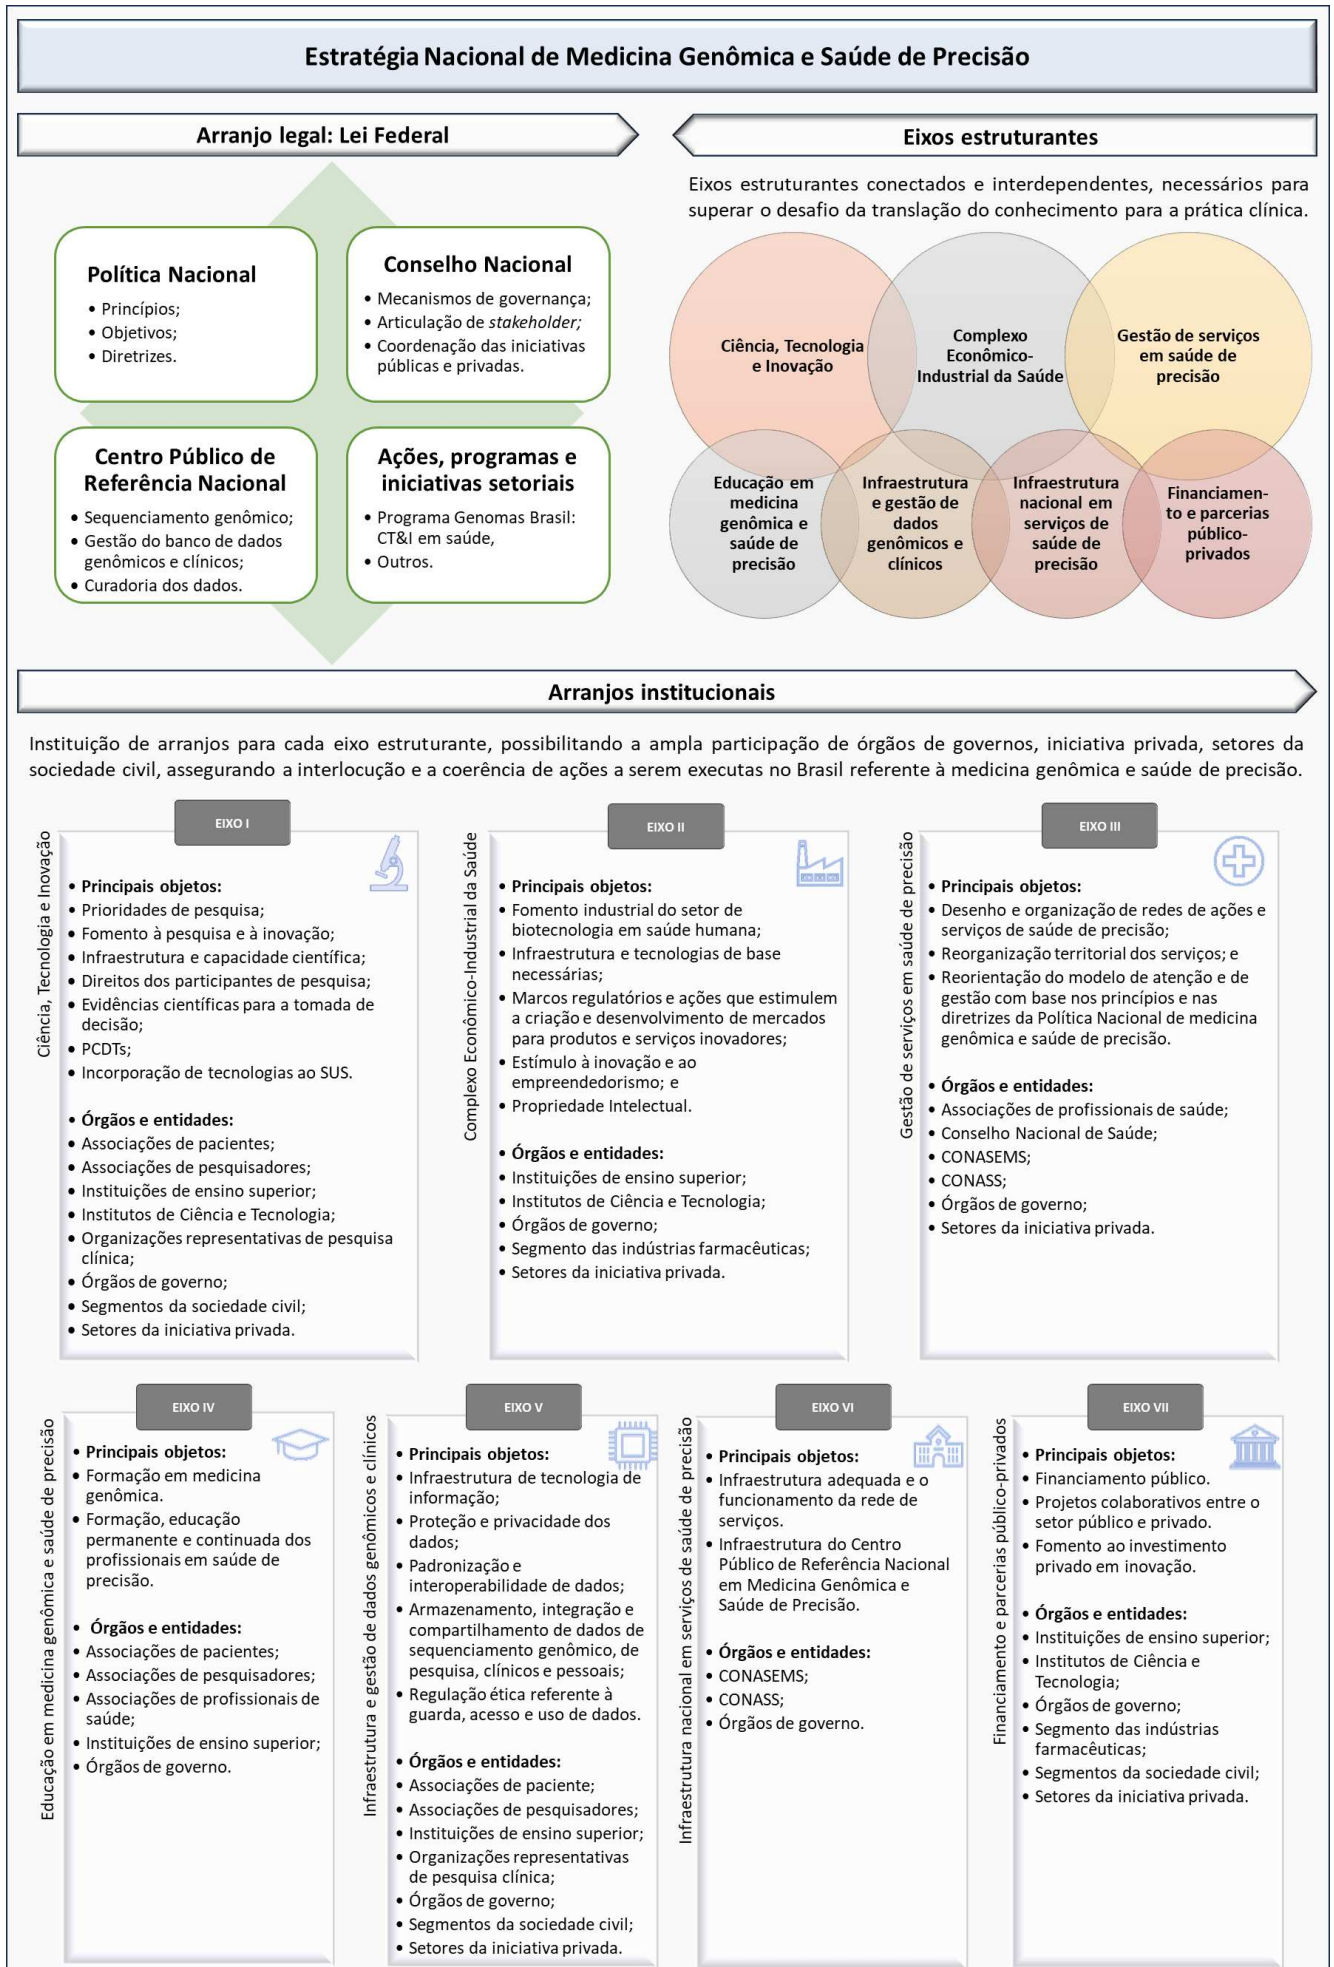 Estratégia Nacional de Medicina Genômica e Saúde de Precisão
Arranjo legal: Lei Federal
Política Nacional
• Princípios;
• Objetivos;
• Diretrizes.
Conselho Nacional
• Mecanismos de governança;
• Articulação de stakeholder;
• Coordenação das iniciativas
públicas e privadas.
Centro Público de
Referência Nacional
• Sequenciamento genômico;
• Gestão do banco de dados
genômicos e clínicos;
• Curadoria dos dados.
Ações, programas e
iniciativas setoriais
• Programa Genomas Brasil:
CT&I em saúde,
• Outros.
Eixos estruturantes
Eixos estruturantes conectados e interdependentes, necessários para
superar o desafio da translação do conhecimento para a prática clínica.
Ciência, Tecnologia
e Inovação
Complexo
Econômico-
Industrial da Saúde
Gestão de serviços
em saúde de
precisão
Educação em
medicina
genômica e
saúde de
precisão
Infraestrutura
e gestão de
dados
genômicos e
clínicos
Infraestrutura
nacional em
serviços de
saúde de
precisão
Financiamen-
to e parcerias
público-
privados
Arranjos institucionais
Instituição de arranjos para cada eixo estruturante, possibilitando a ampla participação de órgãos de governos, iniciativa privada, setores da
sociedade civil, assegurando a interlocução e a coerência de ações a serem executas no Brasil referente à medicina genômica e saúde de precisão.
EIXO I
Ciência, Tecnologia e Inovação
• Principais objetos:
• Prioridades de pesquisa;
• Fomento à pesquisa e à inovação;
• Infraestrutura e capacidade científica;
• Direitos dos participantes de pesquisa;
• Evidências científicas para a tomada de
decisão;
• PCDTs;
• Incorporação de tecnologias ao SUS.
• Órgãos e entidades:
• Associações de pacientes;
• Associações de pesquisadores;
• Instituições de ensino superior;
• Institutos de Ciência e Tecnologia;
• Organizações representativas de pesquisa
clínica;
• Órgãos de governo;
• Segmentos da sociedade civil;
• Setores da iniciativa privada.
EIXO II
Complexo Econômico-Industrial da Saúde
• Principais objetos:
• Fomento industrial do setor de
biotecnologia em saúde humana;
• Infraestrutura e tecnologias de base
necessárias;
• Marcos regulatórios e ações que estimulem
a criação e desenvolvimento de mercados
para produtos e serviços inovadores;
• Estímulo à inovação e ao
empreendedorismo; e
• Propriedade Intelectual.
• Órgãos e entidades:
• Instituições de ensino superior;
• Institutos de Ciência e Tecnologia;
• Órgãos de governo;
• Segmento das indústrias farmacêuticas;
• Setores da iniciativa privada.
EIXO III
Gestão de serviços em saúde de precisão
• Principais objetos:
• Desenho e organização de redes de ações e
serviços de saúde de precisão;
• Reorganização territorial dos serviços; e
• Reorientação do modelo de atenção e de
gestão com base nos princípios e nas
diretrizes da Política Nacional de medicina
genômica e saúde de precisão.
• Órgãos e entidades:
• Associações de profissionais de saúde;
• Conselho Nacional de Saúde;
• CONASEMS;
• CONASS;
• Órgãos de governo;
• Setores da iniciativa privada.
EIXO IV
Educação em medicina genômica e saúde de precisão
• Principais objetos:
• Formação em medicina
genômica.
• Formação, educação
permanente e continuada dos
profissionais em saúde de
precisão.
• Órgãos e entidades:
• Associações de pacientes;
• Associações de pesquisadores;
• Associações de profissionais de
saúde;
• Instituições de ensino superior;
• Órgãos de governo.
EIXO V
Infraestrutura e gestão de dados genômicos e clínicos
• Principais objetos:
• Infraestrutura de tecnologia de
informação;
• Proteção e privacidade dos
dados;
• Padronização e
interoperabilidade de dados;
• Armazenamento, integração e
compartilhamento de dados de
sequenciamento genômico, de
pesquisa, clínicos e pessoais;
• Regulação ética referente à
guarda, acesso e uso de dados.
• Órgãos e entidades:
• Associações de paciente;
• Associações de pesquisadores;
• Instituições de ensino superior;
• Organizações representativas
de pesquisa clínica;
• Órgãos de governo;
• Segmentos da sociedade civil;
• Setores da iniciativa privada.
EIXO VI
Infraestrutura nacional em serviços de saúde de precisão
• Principais objetos:
• Infraestrutura adequada e o
funcionamento da rede de
serviços.
• Infraestrutura do Centro
Público de Referência Nacional
em Medicina Genômica e
Saúde de Precisão.
• Órgãos e entidades:
• CONASEMS;
• CONASS;
• Órgãos de governo.
EIXO VII
Financiamento e parcerias público-privados
• Principais objetos:
• Financiamento público.
• Projetos colaborativos entre o
setor público e privado.
• Fomento ao investimento
privado em inovação.
• Órgãos e entidades:
• Instituições de ensino superior;
• Institutos de Ciência e
Tecnologia;
• Órgãos de governo;
• Segmento das indústrias
farmacêuticas;
• Segmentos da sociedade civil;
• Setores da iniciativa privada.